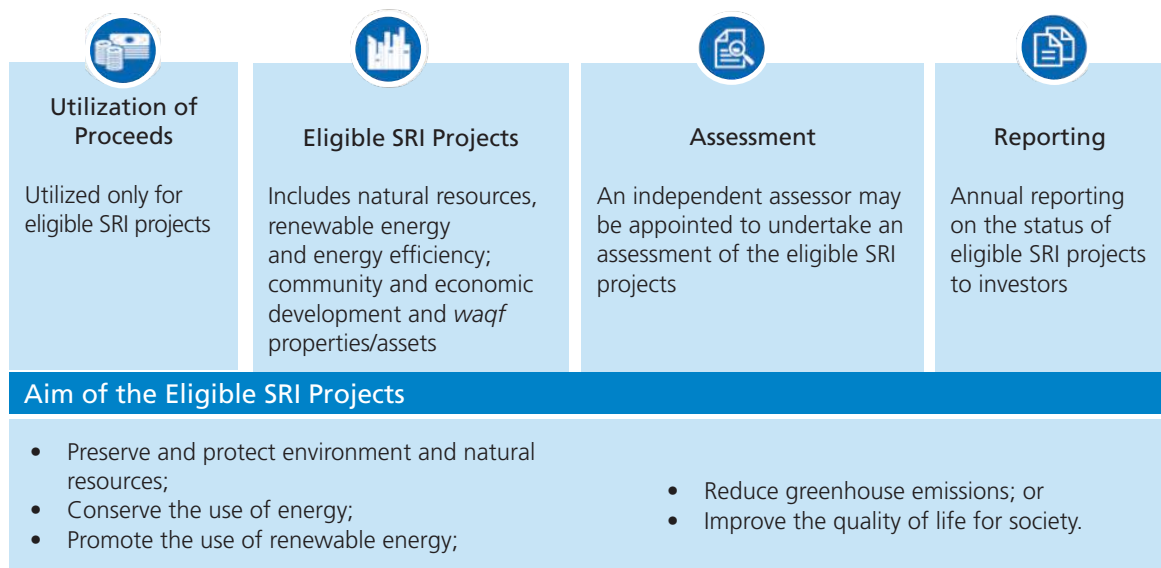 Utilization of
Proceeds
Utilized only for
eligible SRI projects
Eligible SRI Projects
Includes natural resources,
renewable energy
and energy efficiency;
community and economic
development and waqf
properties/assets
Assessment
An independent assessor may
be appointed to undertake an
assessment of the eligible SRI
projects
Reporting
Annual reporting
on the status of
eligible SRI projects
to investors
Aim of the Eligible SRI Projects
• Preserve and protect environment and natural
resources;
• Conserve the use of energy;
• Promote the use of renewable energy;
• Reduce greenhouse emissions; or
• Improve the quality of life for society.